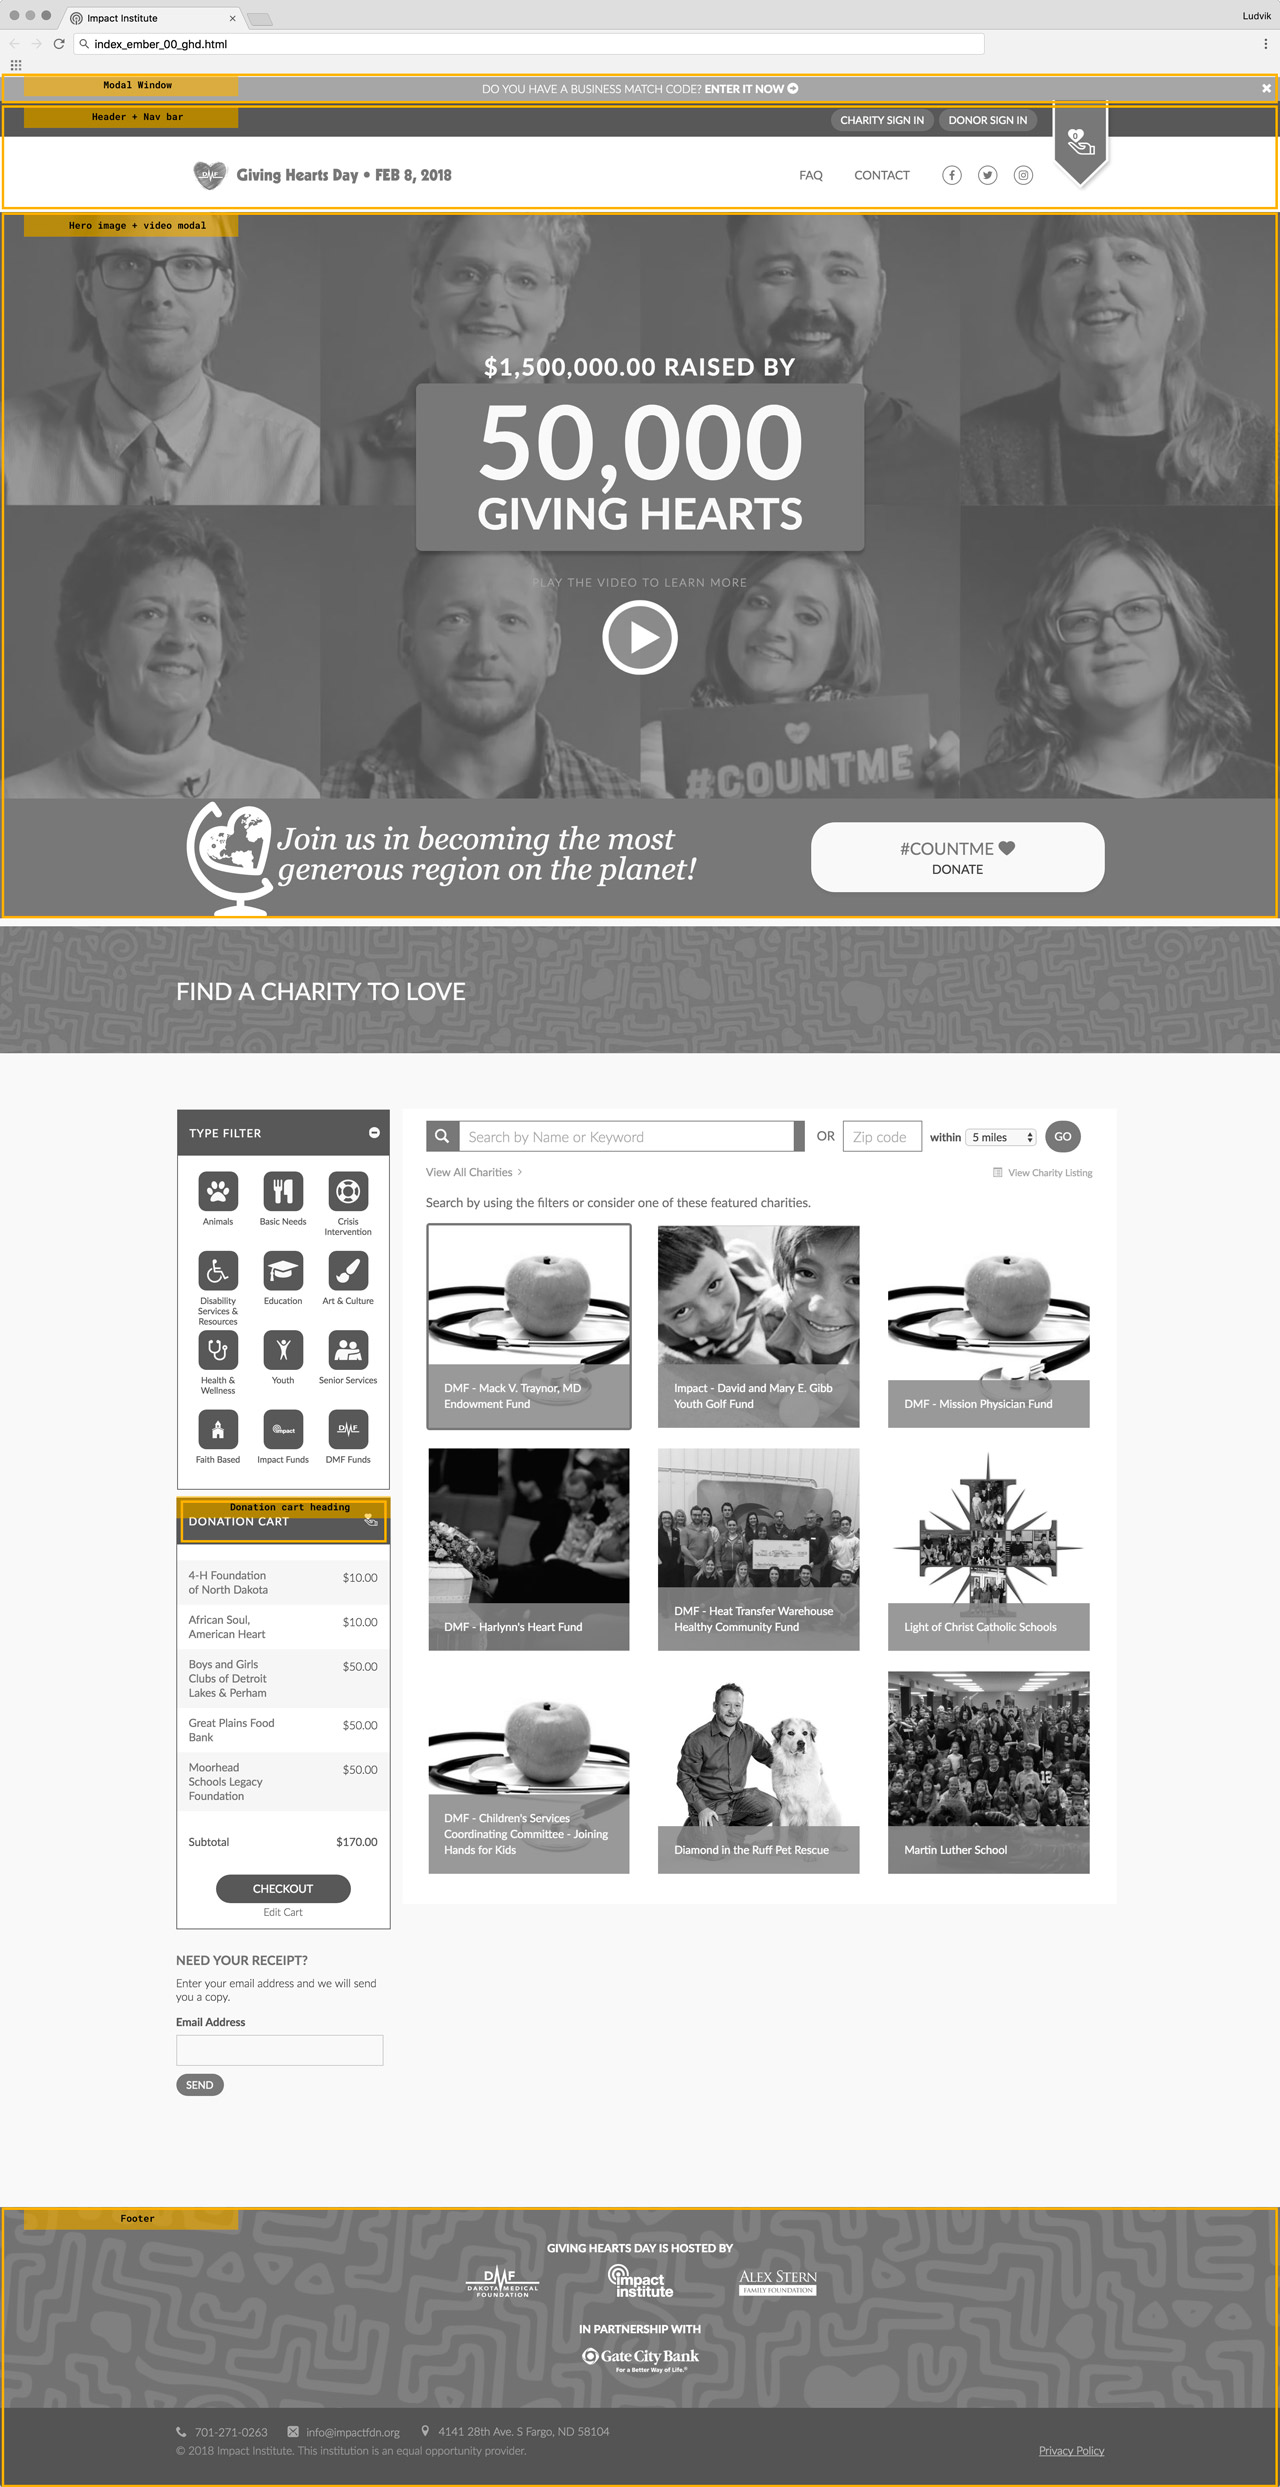 Impact Institute
Ludvik
index_ember_00_ghd.html
Modal Window
DO YOU HAVE A BUSINESS MATCH CODE? ENTER IT NOW
Header + Nav bar
CHARITY SIGN IN
DONOR SIGN IN
0
DMF
Giving Hearts Day • FEB 8, 2018
FAQ
CONTACT
Hero image + video modal
$1,500,000.00 RAISED BY
50,000
GIVING HEARTS
PLAY THE VIDEO TO LEARN MORE
#COUNTME
Join us in becoming the most
generous region on the planet!
#COUNTME
DONATE
FIND A CHARITY TO LOVE
TYPE FILTER
Animals
Basic Needs
Crisis
Intervention
Disability
Services &
Resources
Education
Art & Culture
Health &
Wellness
Youth
Senior Services
impact
DMF
Faith Based
Impact Funds
DMF Funds
Donation cart heading
DONATION CART
4-H Foundation
of North Dakota
$10.00
African Soul,
American Heart
$10.00
Boys and Girls
Clubs of Detroit
Lakes & Perham
$50.00
Great Plains Food
Bank
$50.00
Moorhead
Schools Legacy
Foundation
$50.00
Subtotal
$170.00
CHECKOUT
Edit Cart
NEED YOUR RECEIPT?
Enter your email address and we will send
you a copy.
Email Address
SEND
Search by Name or Keyword
OR
Zip code
within
5 miles
GO
View All Charities
View Charity Listing
Search by using the filters or consider one of these featured charities.
DMF - Mack V. Traynor, MD
Endowment Fund
Impact - David and Mary E. Gibb
Youth Golf Fund
DMF - Mission Physician Fund
DMF - Harlynn's Heart Fund
DMF - Heat Transfer Warehouse
Healthy Community Fund
Light of Christ Catholic Schools
DMF - Children's Services
Coordinating Committee - Joining
Hands for Kids
Diamond in the Ruff Pet Rescue
12
Martin Luther School
Footer
GIVING HEARTS DAY IS HOSTED BY
DMF
DAKOTA MEDICAL
FOUNDATION
impact
institute
ALEX STERN
FAMILY FOUNDATION
IN PARTNERSHIP WITH
Gate City Bank
For a Better Way of Life.®
701-271-0263
info@impactfdn.org
4141 28th Ave. S Fargo, ND 58104
© 2018 Impact Institute. This institution is an equal opportunity provider.
Privacy Policy